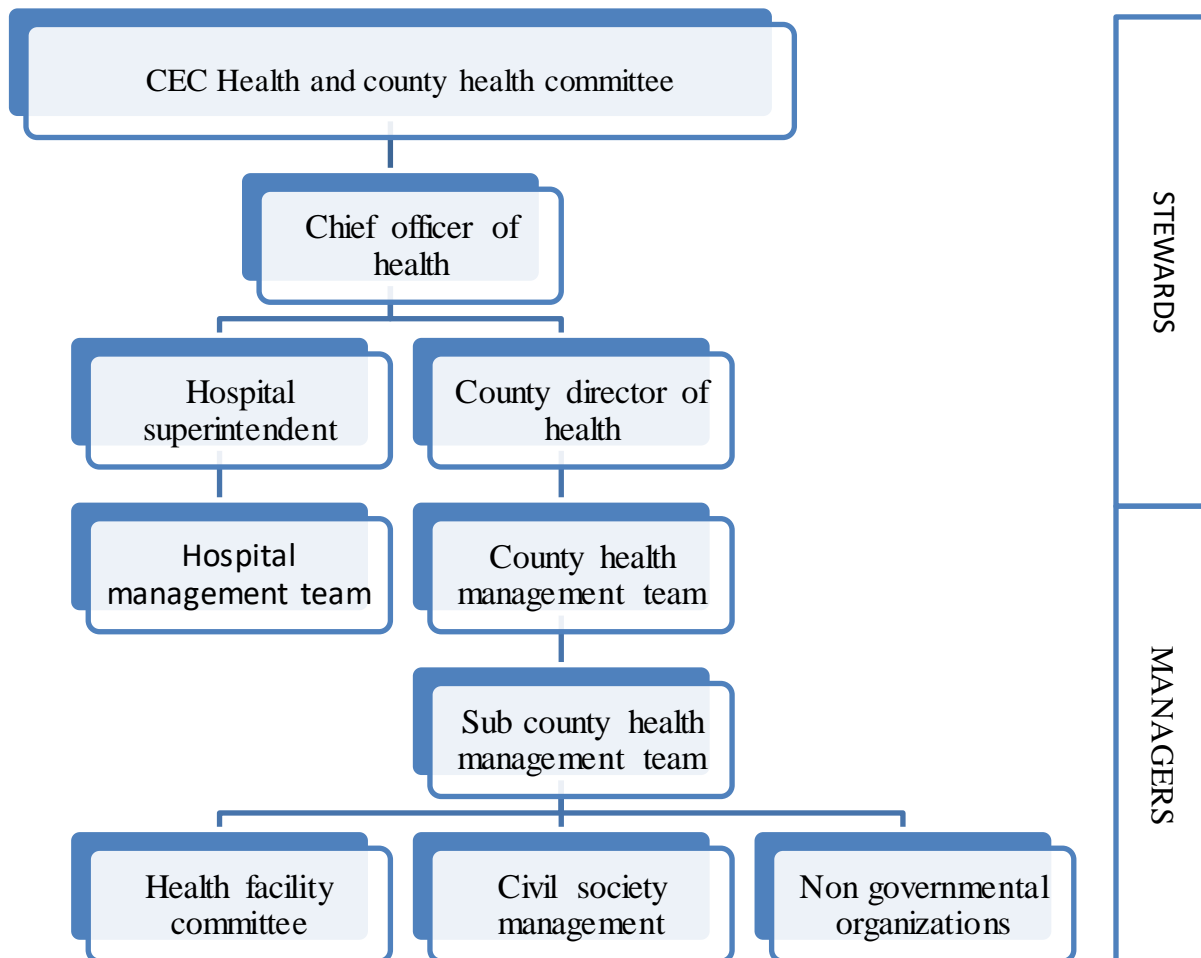 CEC Health and county health committee
Chief officer of
health
Hospital
superintendent
County director of
health
Hospital
management team
County health
management team
Sub county health
management team
Health facility
committee
Civil society
management
Non governmental
organizations
STEWARDS
MANAGERS